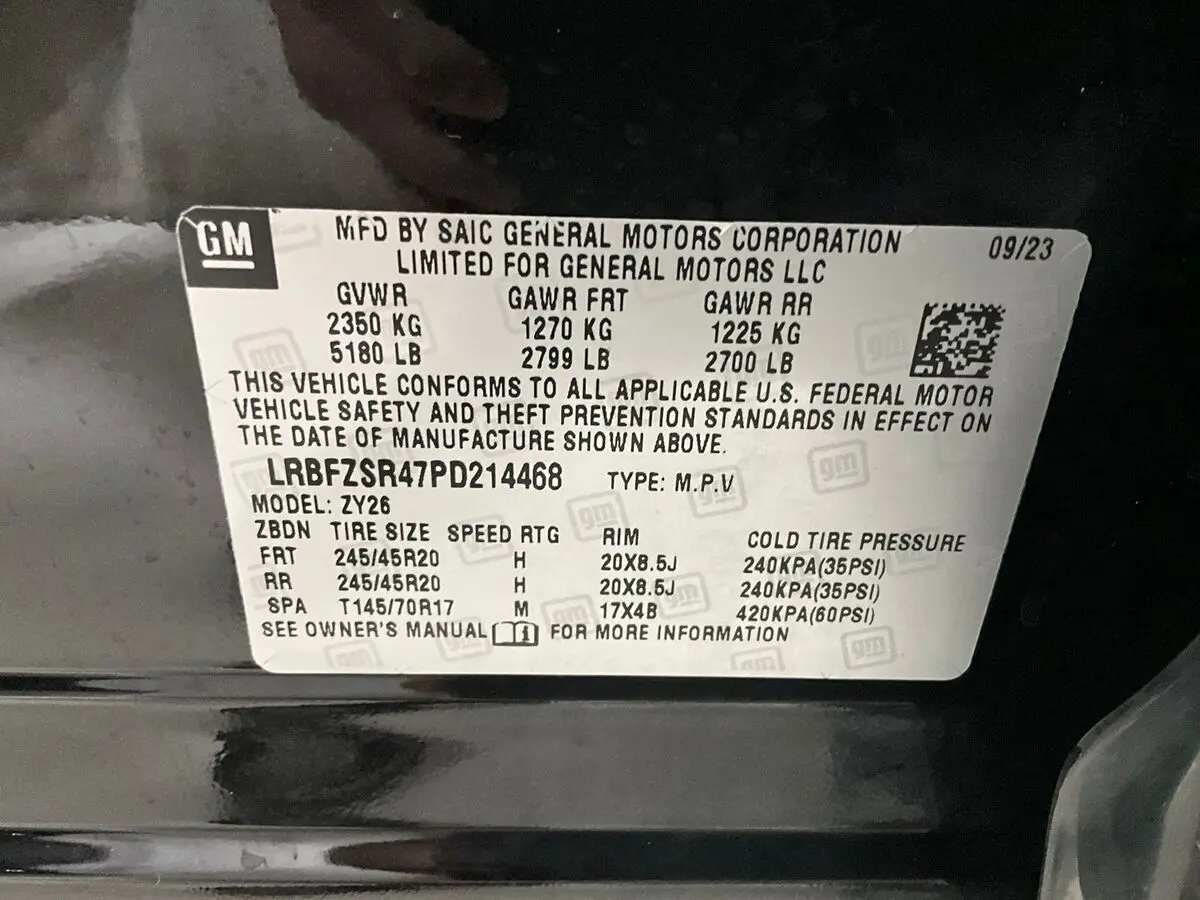 GM
MFD BY SAIC GENERAL MOTORS CORPORATION
LIMITED FOR GENERAL MOTORS LLC
09/23
GVWR GAWR FRT GAWR RR
2350 KG 1270 KG 1225 KG
5180 LB 2799 LB 2700 LB
THIS VEHICLE CONFORMS TO ALL APPLICABLE U.S. FEDERAL MOTOR
VEHICLE SAFETY AND THEFT PREVENTION STANDARDS IN EFFECT ON
THE DATE OF MANUFACTURE SHOWN ABOVE.
LRBFZSR47PD214468 TYPE: M.P.V
MODEL: ZY26
ZBDN TIRE SIZE SPEED RTG RIM COLD TIRE PRESSURE
FRT 245/45R20 H 20X8.5J 240KPA(35PSI)
RR 245/45R20 H 20X8.5J 240KPA(35PSI)
SPA T145/70R17 M 17X4B 420KPA(60PSI)
SEE OWNER'S MANUAL FOR MORE INFORMATION